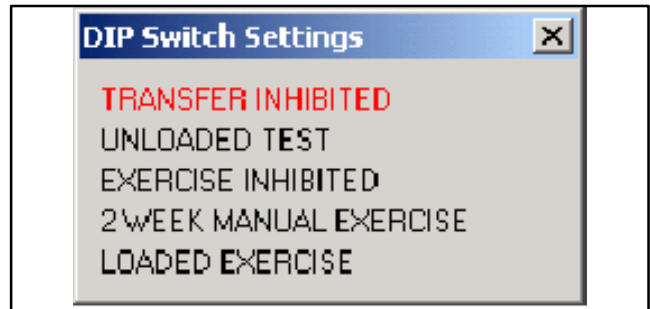 DIP Switch Settings
TRANSFER INHIBITED
UNLOADED TEST
EXERCISE INHIBITED
2 WEEK MANUAL EXERCISE
LOADED EXERCISE